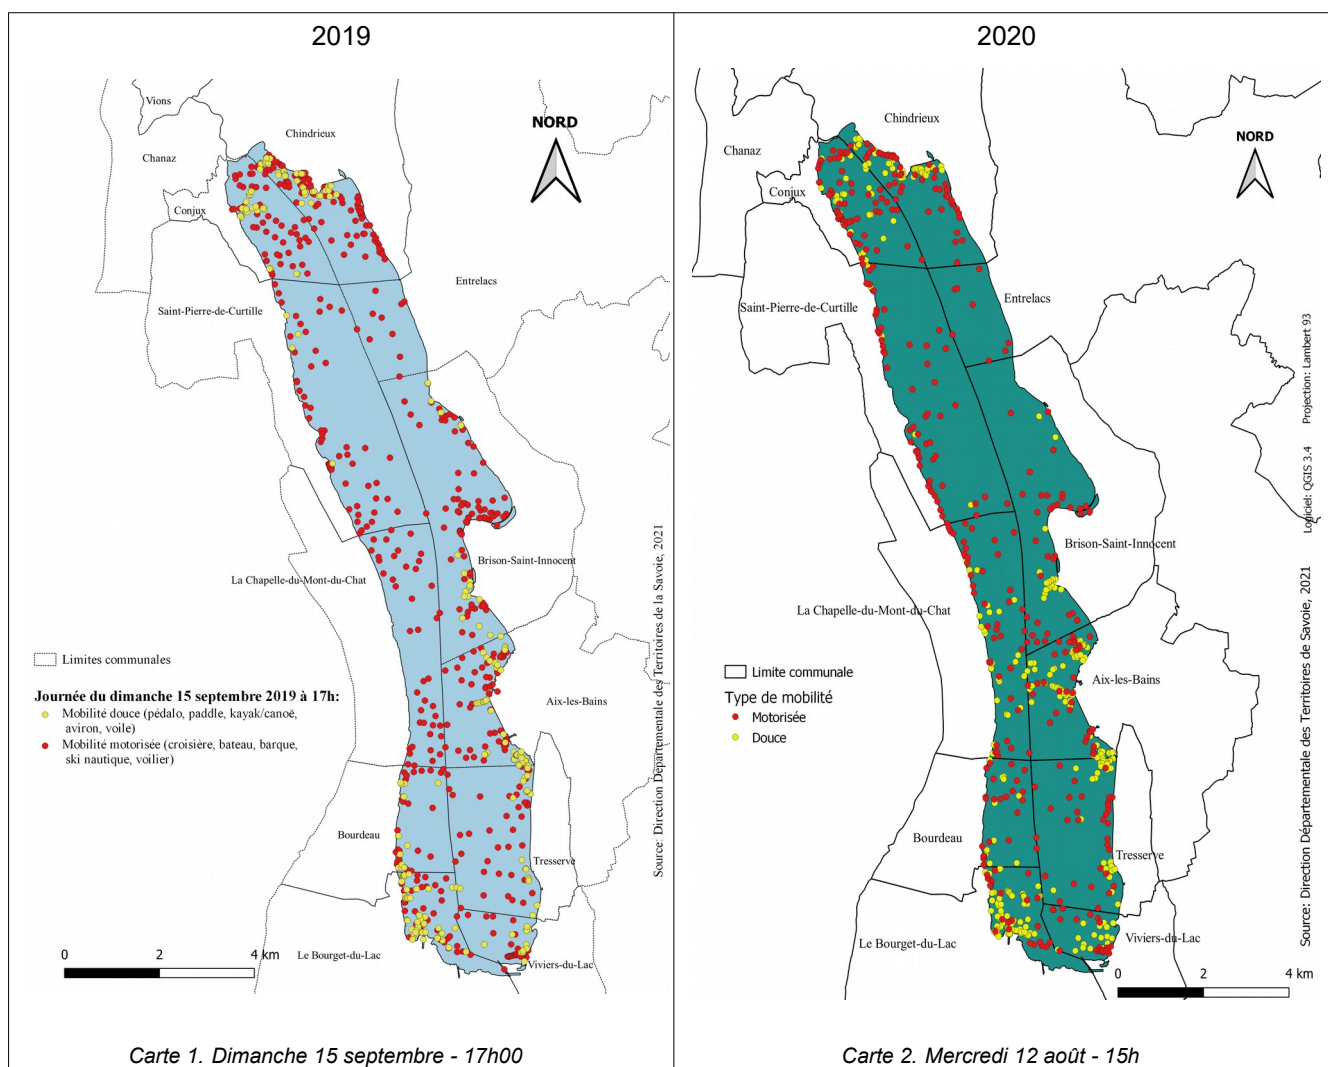 2019
Vions
Chindrieux
NORD
Chanaz
Conjux
Entrelacs
Saint-Pierre-de-Curtille
Brison-Saint-Innocent
La Chapelle-du-Mont-du-Chat
Limites communales
Journée du dimanche 15 septembre 2019 à 17h:
Mobilité douce (pédalo, paddle, kayak/canoë,
aviron, voile)
Mobilité motorisée (croisière, bateau, barque,
ski nautique, voilier)
Aix-les-Bains
Bourdeau
Tresserve
Le Bourget-du-Lac
Viviers-du-Lac
0 2 4 km
Source: Direction Départementale des Territoires de la Savoie, 2021
Carte 1. Dimanche 15 septembre - 17h00
2020
Chindrieux
NORD
Chanaz
Conjux
Entrelacs
Saint-Pierre-de-Curtille
Brison-Saint-Innocent
La Chapelle-du-Mont-du-Chat
Limite communale
Type de mobilité
Motorisée
Douce
Aix-les-Bains
Bourdeau
Tresserve
Le Bourget-du-Lac
Viviers-du-Lac
0 2 4 km
Source: Direction Départementale des Territoires de Savoie, 2021 Logiciel: QGIS 3.4 Projection: Lambert 93
Carte 2. Mercredi 12 août - 15h